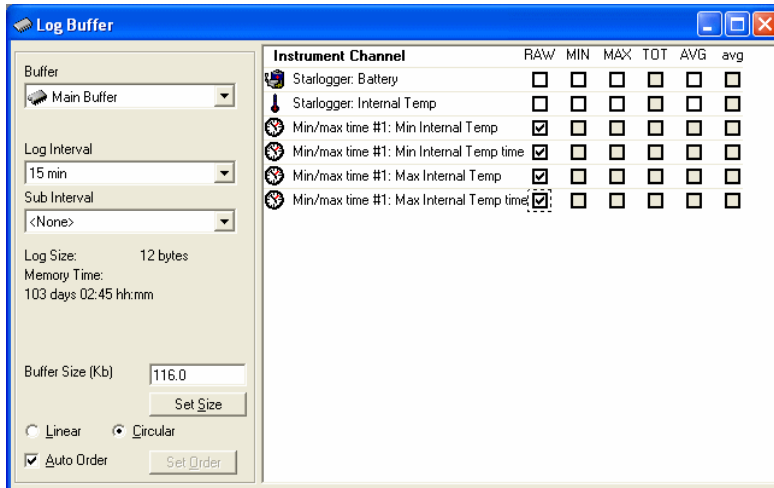 Log Buffer
Buffer
Main Buffer
Log Interval
15 min
Sub Interval
<None>
Log Size: 12 bytes
Memory Time:
103 days 02:45 hh:mm
Buffer Size (Kb) 116.0
Set Size
Linear Circular
Auto Order Set Order
Instrument Channel RAW MIN MAX TOT AVG avg
Starlogger: Battery
Starlogger: Internal Temp
Min/max time #1: Min Internal Temp
Min/max time #1: Min Internal Temp time
Min/max time #1: Max Internal Temp
Min/max time #1: Max Internal Temp time